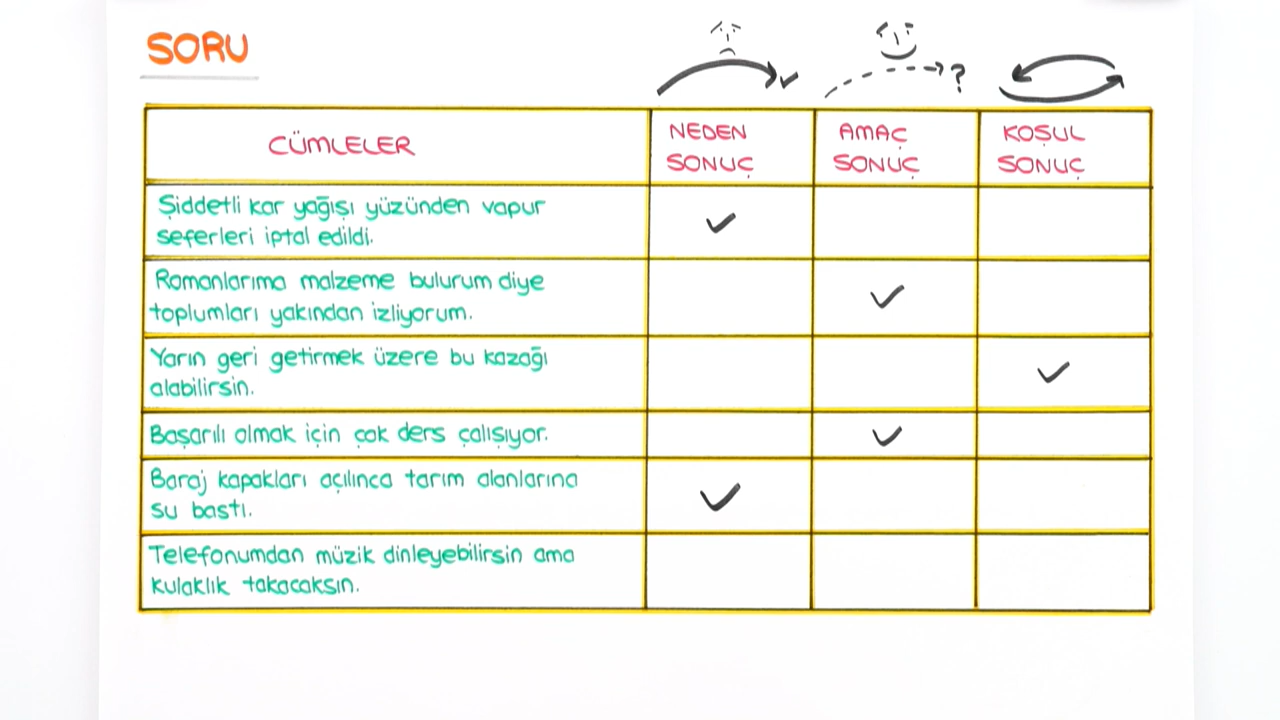 SORU
?
CÜMLELER
NEDEN
SONUÇ
AMAÇ
SONUÇ
KOŞUL
SONUÇ
Şiddetli kar yağışı yüzünden vapur
seferleri iptal edildi.
Romanlarıma malzeme bulurum diye
toplumları yakından izliyorum.
Yarın geri getirmek üzere bu kazağı
alabilirsin.
Başarılı olmak için çok ders çalışıyor.
Baraj kapakları açılınca tarım alanlarına
su bastı.
Telefonumdan müzik dinleyebilirsin ama
kulaklık takacaksın.